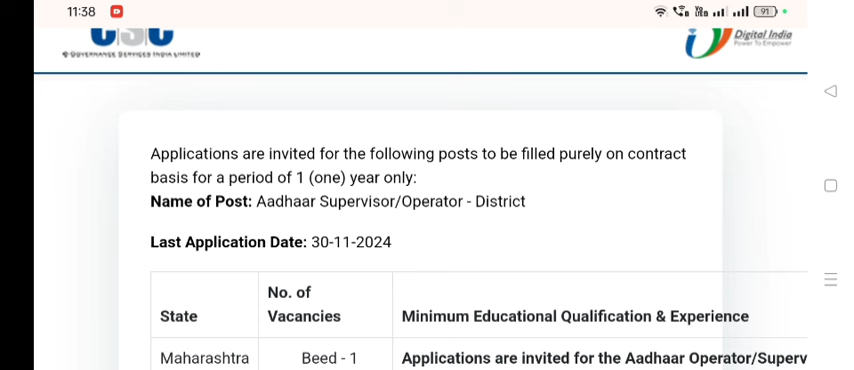 11:38
91
CSC
Digital India
Power To Empower
E-GOVERNANCE SERVICES INDIA LIMITED
Applications are invited for the following posts to be filled purely on contract
basis for a period of 1 (one) year only:
Name of Post: Aadhaar Supervisor/Operator - District
Last Application Date: 30-11-2024
State
No. of
Vacancies
Minimum Educational Qualification & Experience
Maharashtra
Beed - 1
Applications are invited for the Aadhaar Operator/Superv